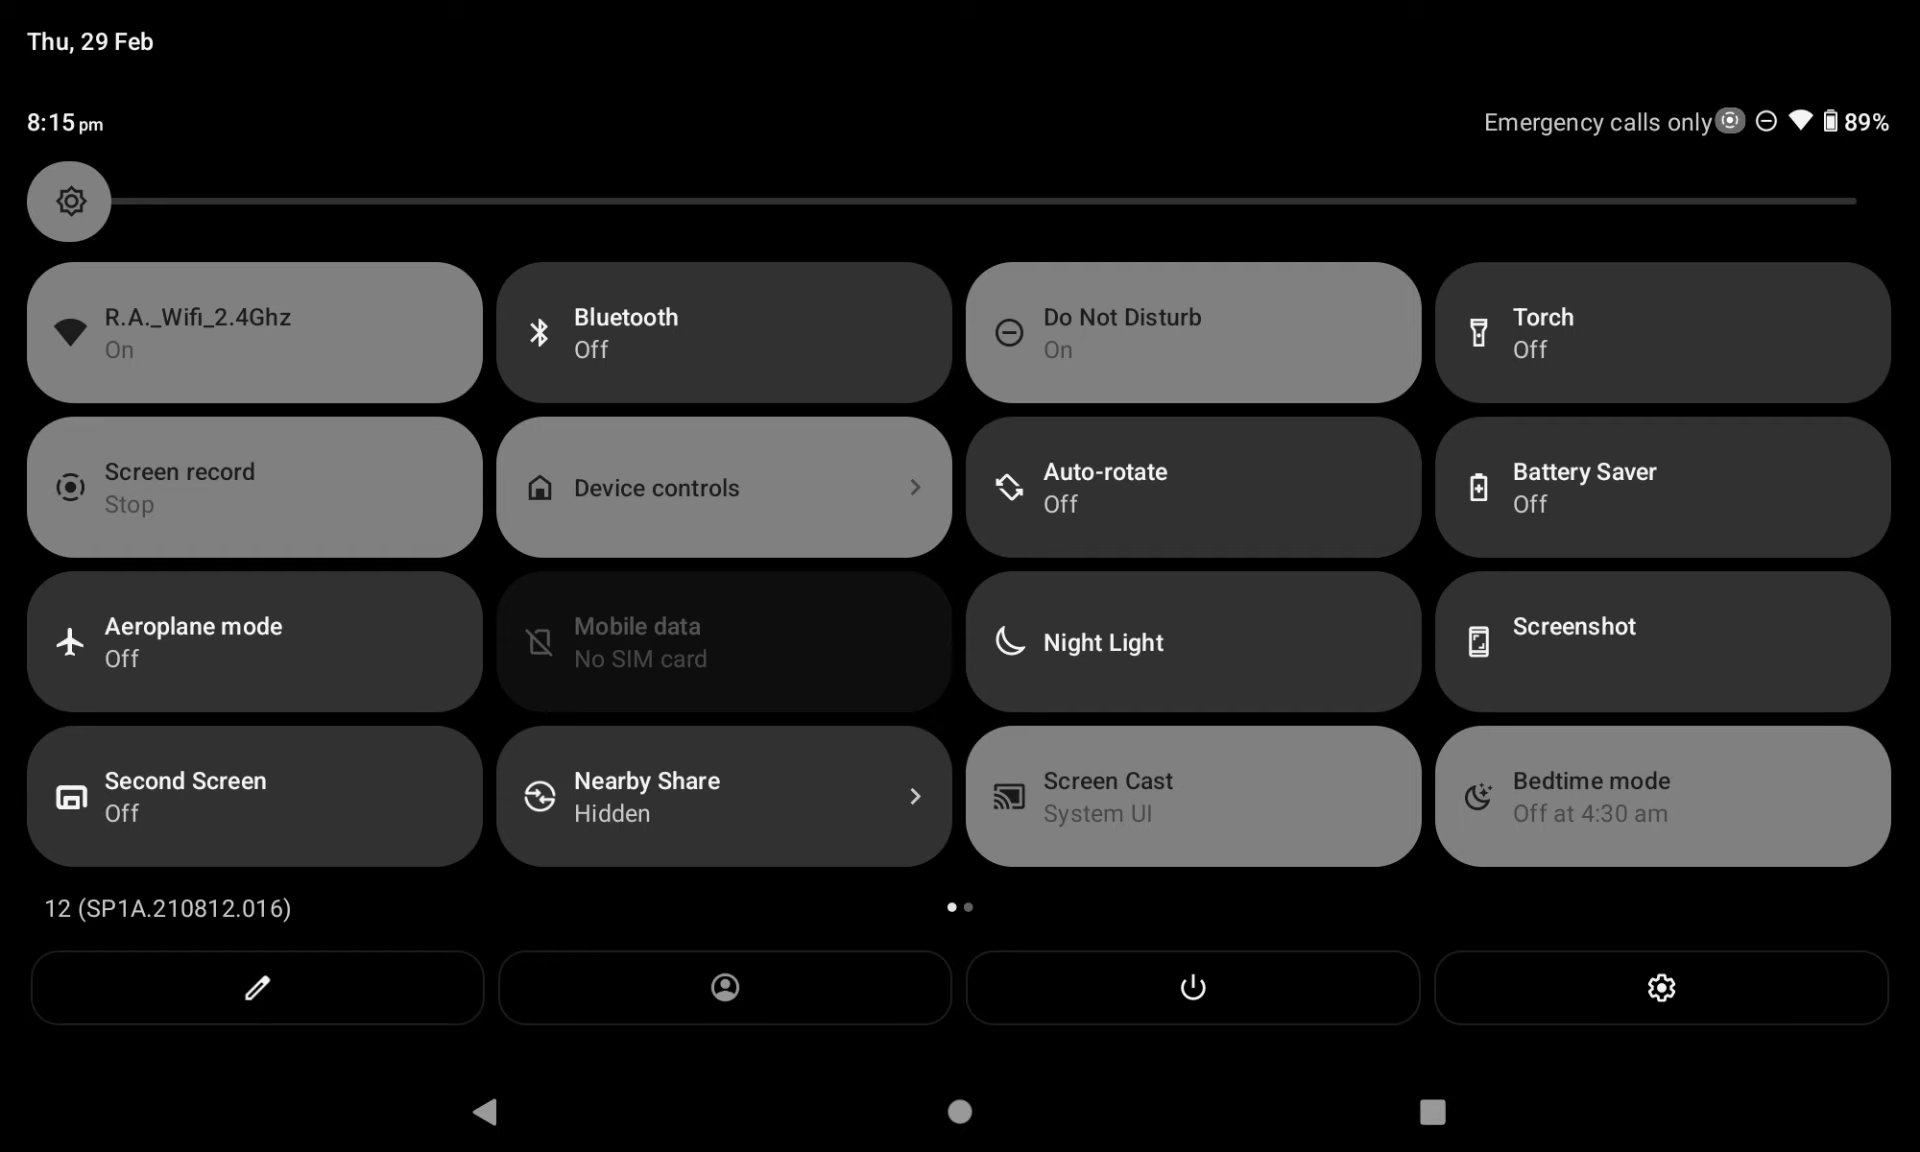 Thu, 29 Feb
8:15 pm
Emergency calls only
89%
R.A._Wifi_2.4Ghz
On
Bluetooth
Off
Do Not Disturb
On
Torch
Off
Screen record
Stop
Device controls
Auto-rotate
Off
Battery Saver
Off
Aeroplane mode
Off
Mobile data
No SIM card
Night Light
Screenshot
Second Screen
Off
Nearby Share
Hidden
Screen Cast
System UI
Bedtime mode
Off at 4:30 am
12 (SP1A.210812.016)